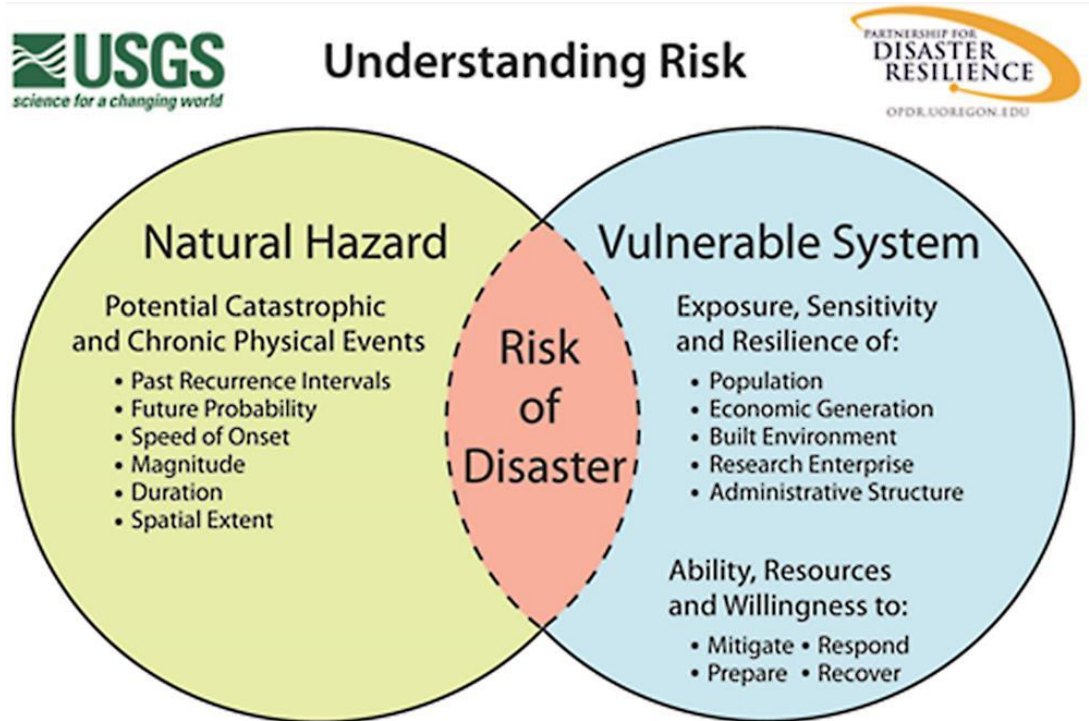 USGS
science for a changing world
Understanding Risk
PARTNERSHIP FOR
DISASTER
RESILIENCE
OPDR.UOREGON.EDU
Natural Hazard
Potential Catastrophic
and Chronic Physical Events
• Past Recurrence Intervals
• Future Probability
• Speed of Onset
• Magnitude
• Duration
• Spatial Extent
Risk
of
Disaster
Vulnerable System
Exposure, Sensitivity
and Resilience of:
• Population
• Economic Generation
• Built Environment
• Research Enterprise
• Administrative Structure
Ability, Resources
and Willingness to:
• Mitigate • Respond
• Prepare • Recover